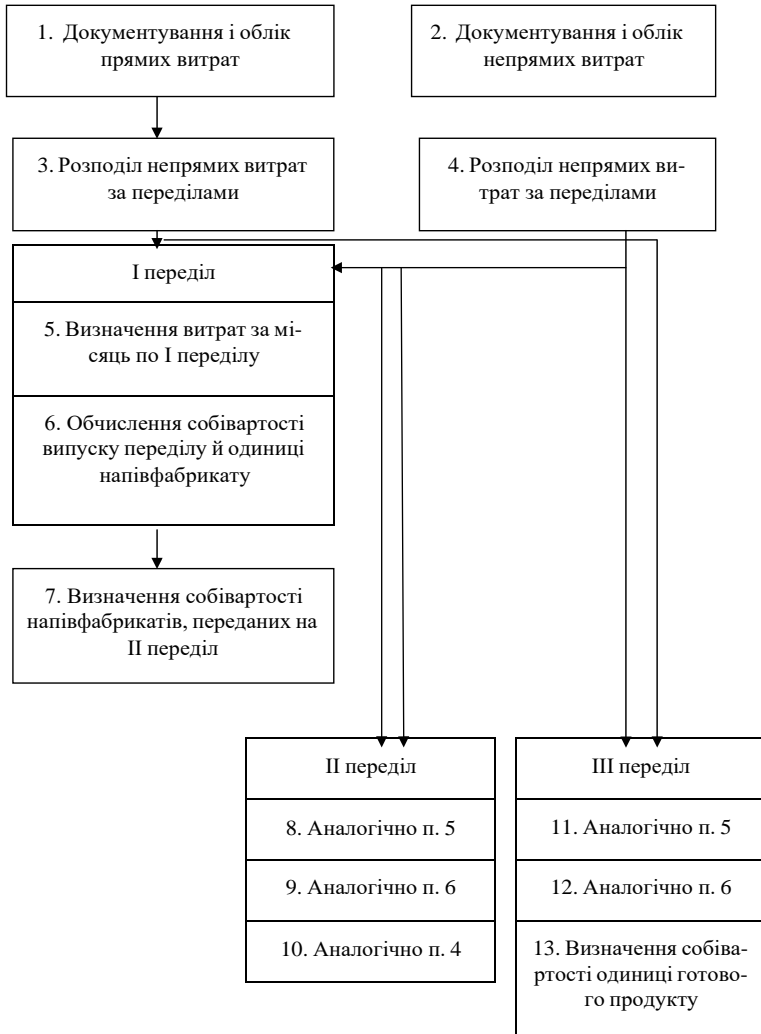 1. Документування і облік
прямих витрат
2. Документування і облік
непрямих витрат
3. Розподіл непрямих витрат
за переділами
4. Розподіл непрямих ви-
трат за переділами
I переділ
5. Визначення витрат за мі-
сяць по I переділу
6. Обчислення собівартості
випуску переділу й одиниці
напівфабрикату
7. Визначення собівартості
напівфабрикатів, переданих на
II переділ
II переділ
8. Аналогічно п. 5
9. Аналогічно п. 6
10. Аналогічно п. 4
III переділ
11. Аналогічно п. 5
12. Аналогічно п. 6
13. Визначення собіва-
ртості одиниці готово-
го продукту